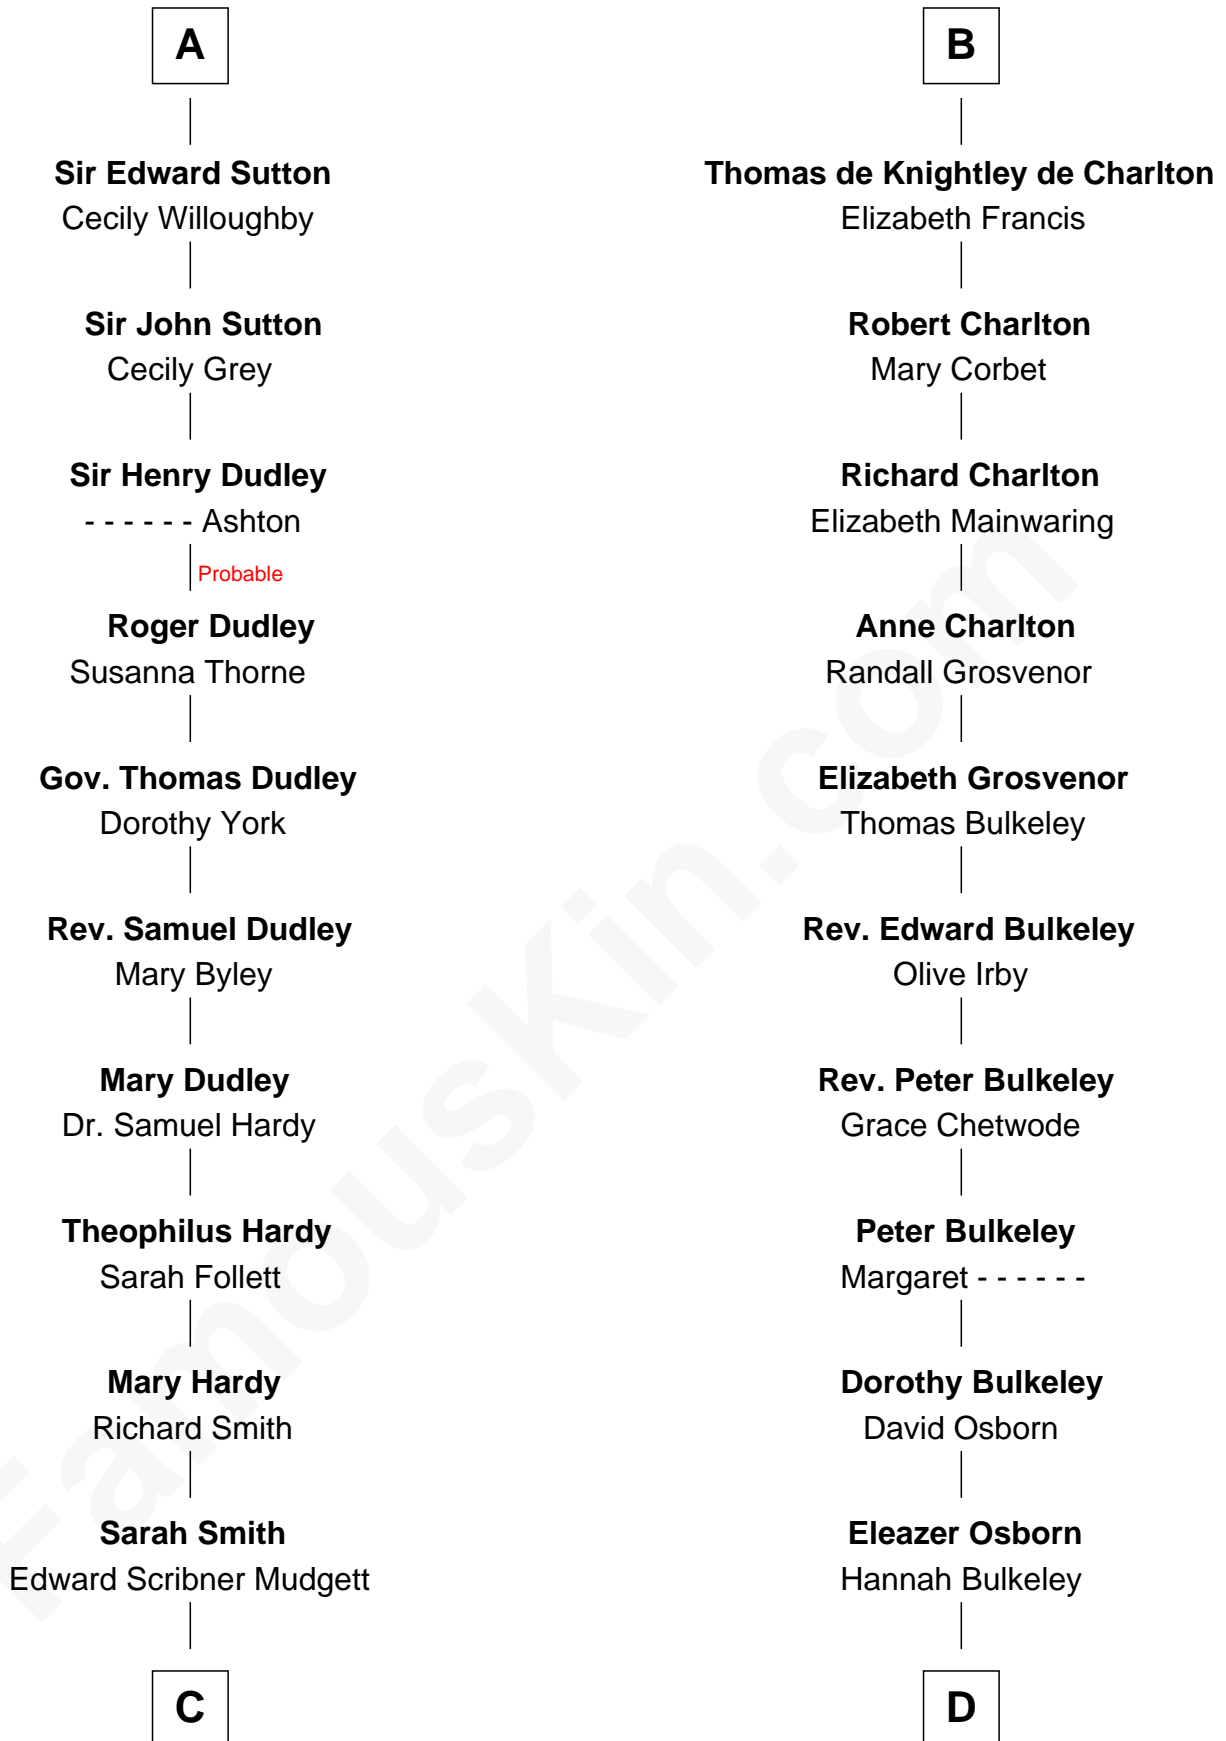 A
Sir Edward Sutton
Cecily Willoughby
Sir John Sutton
Cecily Grey
Sir Henry Dudley
- - - - - - Ashton
Probable
Roger Dudley
Susanna Thorne
Gov. Thomas Dudley
Dorothy York
Rev. Samuel Dudley
Mary Byley
Mary Dudley
Dr. Samuel Hardy
Theophilus Hardy
Sarah Follett
Mary Hardy
Richard Smith
Sarah Smith
Edward Scribner Mudgett
C
B
Thomas de Knightley de Charlton
Elizabeth Francis
Robert Charlton
Mary Corbet
Richard Charlton
Elizabeth Mainwaring
Anne Charlton
Randall Grosvenor
Elizabeth Grosvenor
Thomas Bulkeley
Rev. Edward Bulkeley
Olive Irby
Rev. Peter Bulkeley
Grace Chetwode
Peter Bulkeley
Margaret - - - - - -
Dorothy Bulkeley
David Osborn
Eleazer Osborn
Hannah Bulkeley
D
FamousKin.com